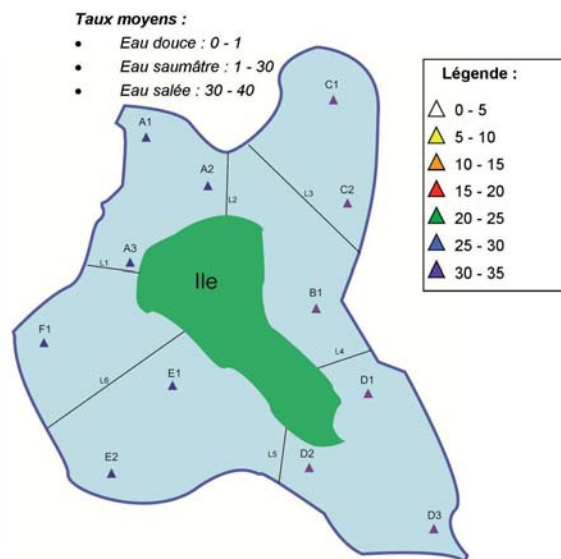 Taux moyens :
• Eau douce : 0 - 1
• Eau saumâtre : 1 - 30
• Eau salée : 30 - 40
Légende :
0 - 5
5 - 10
10 - 15
15 - 20
20 - 25
25 - 30
30 - 35
C1
A1
A2
L2
L3
C2
A3
L1
Ile
B1
F1
L4
L6
E1
D1
L5
D2
E2
D3